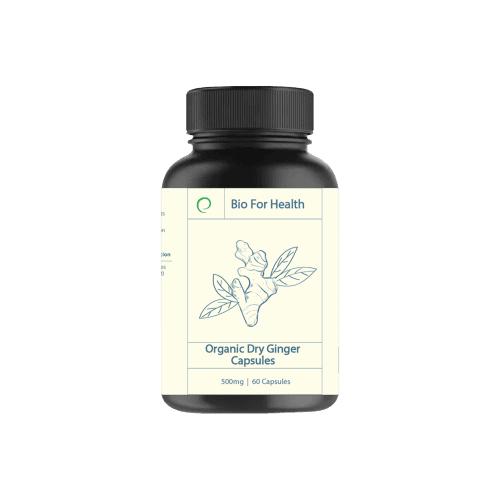 Bio For Health
Organic Dry Ginger
Capsules
500mg | 60 Capsules